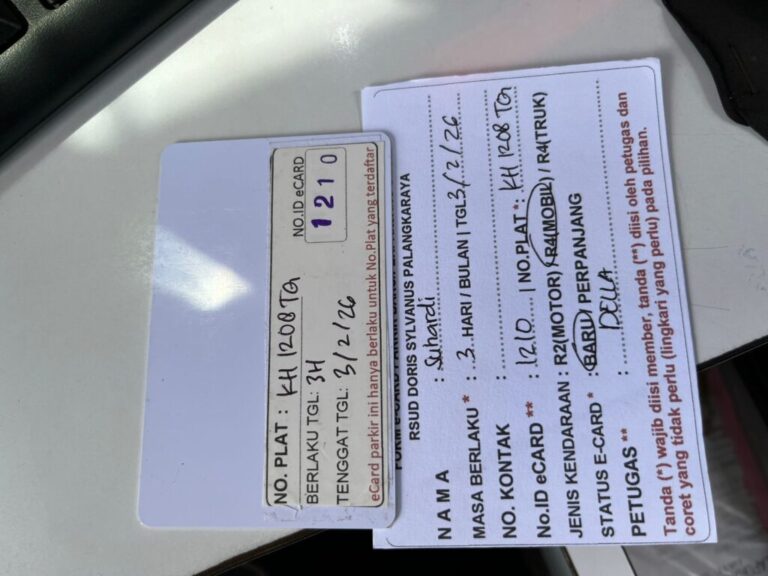 NO. PLAT : KH 1208 TG
BERLAKU TGL: 3H
TENGGAT TGL: 3/2/26
NO.ID eCARD
1210
eCard parkir ini hanya berlaku untuk No.Plat yang terdaftar
RSUD DORIS SYLVANUS PALANGKARAYA
N A M A : Suhardi
MASA BERLAKU * : 3 HARI / BULAN | TGL 3/2/26
NO. KONTAK :
No.ID eCARD ** : 1210 | NO.PLAT *: KH 1208 TG
JENIS KENDARAAN : R2(MOTOR) / R4(MOBIL) / R4(TRUK)
STATUS E-CARD * : BARU / PERPANJANG
PETUGAS ** : DELLA
Tanda (*) wajib diisi member, tanda (**) diisi oleh petugas dan
coret yang tidak perlu (lingkari yang perlu) pada pilihan.